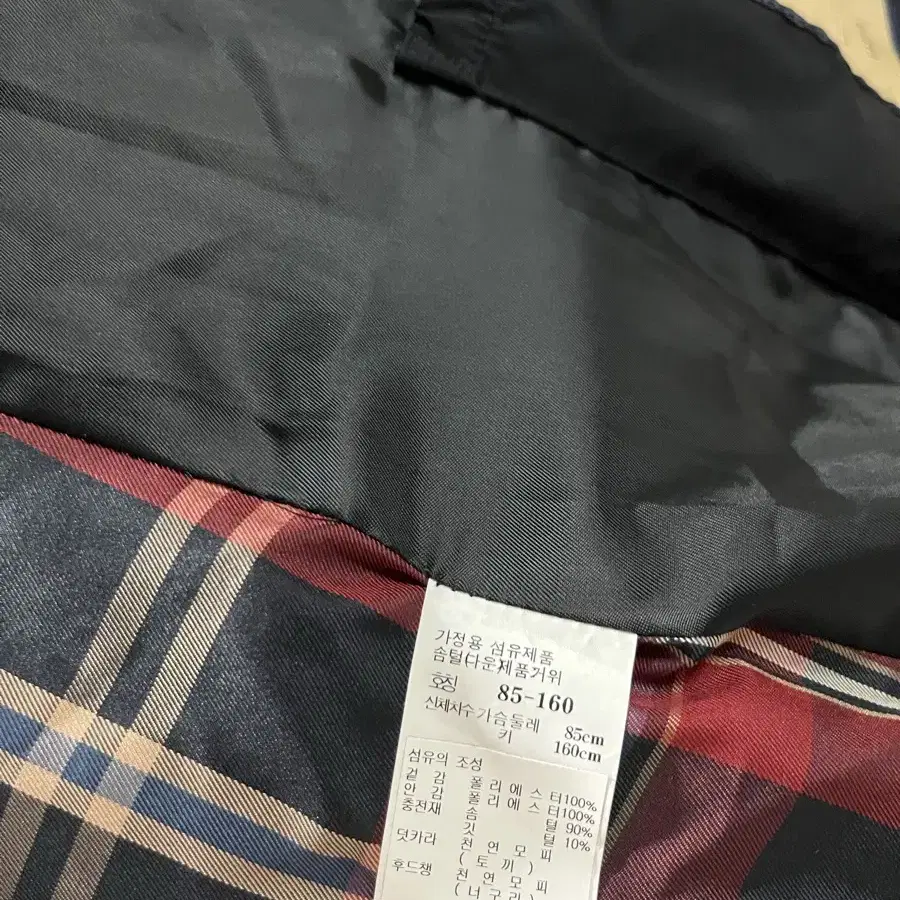 가정용 섬유제품
솜털다운제품거위
호칭 85-160
신체치수가슴둘레 85cm
키 160cm
섬유의 조성
겉 감 폴 리 에 스 터100%
안 감 폴 리 에 스 터100%
충전재 솜 털 90%
깃 털 10%
덧카라 천 연 모 피
( 토 끼 )
후드챙 천 연 모 피
( 너 구 리 )